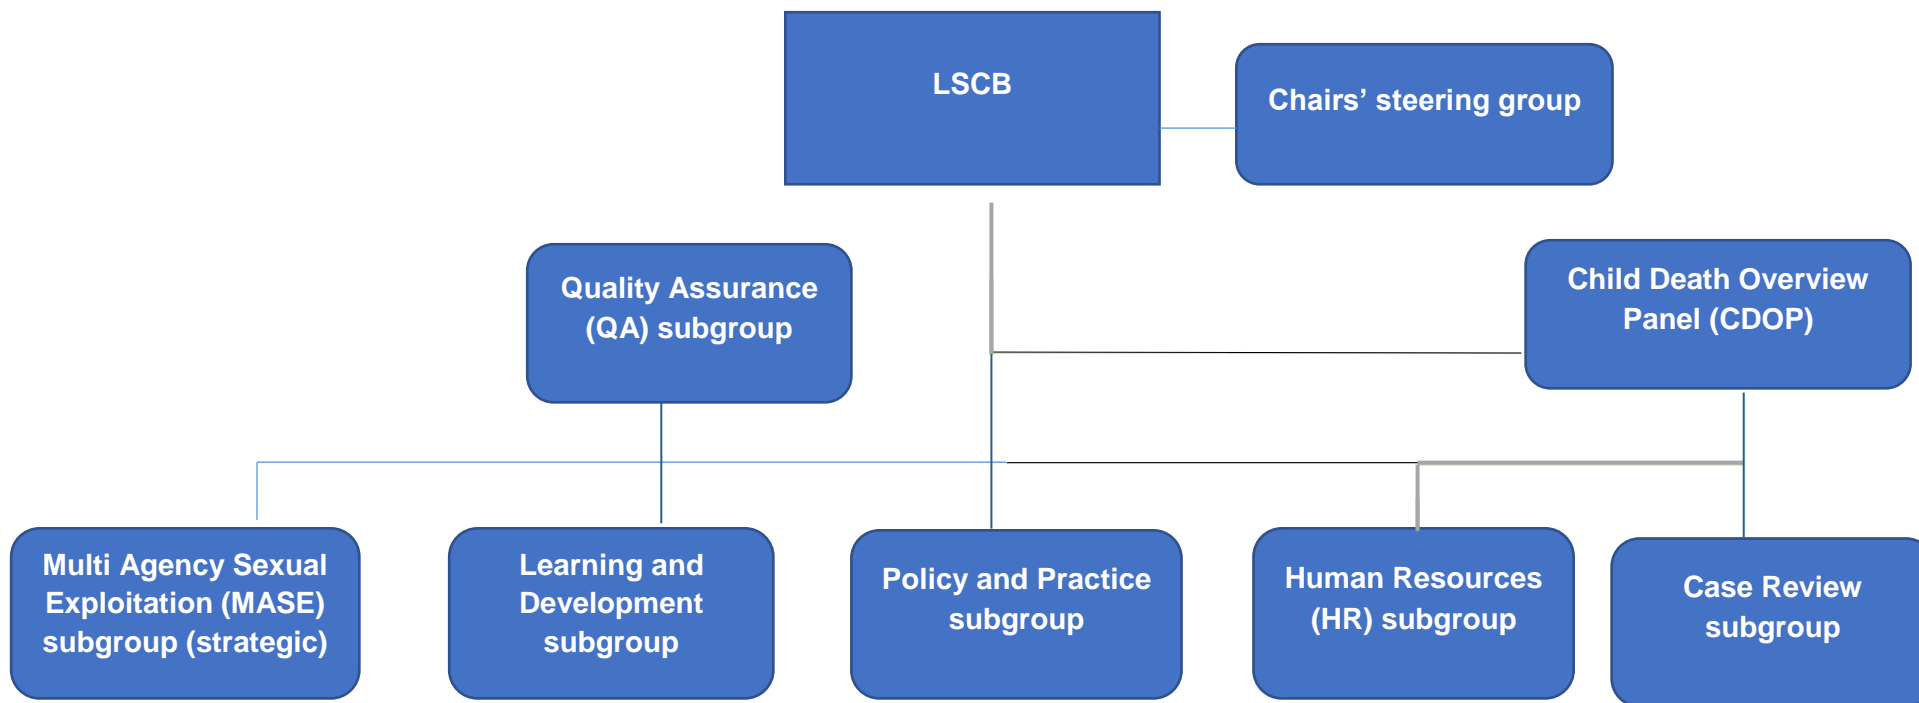 LSCB
Chairs’ steering group
Quality Assurance
(QA) subgroup
Child Death Overview
Panel (CDOP)
Multi Agency Sexual
Exploitation (MASE)
subgroup (strategic)
Learning and
Development
subgroup
Policy and Practice
subgroup
Human Resources
(HR) subgroup
Case Review
subgroup